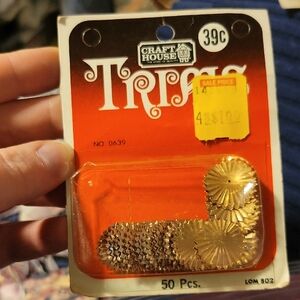 CRAFT
HOUSE
39¢
TRIMS
SALE PRICE
NO. 0639
50 Pcs.
LOM 802